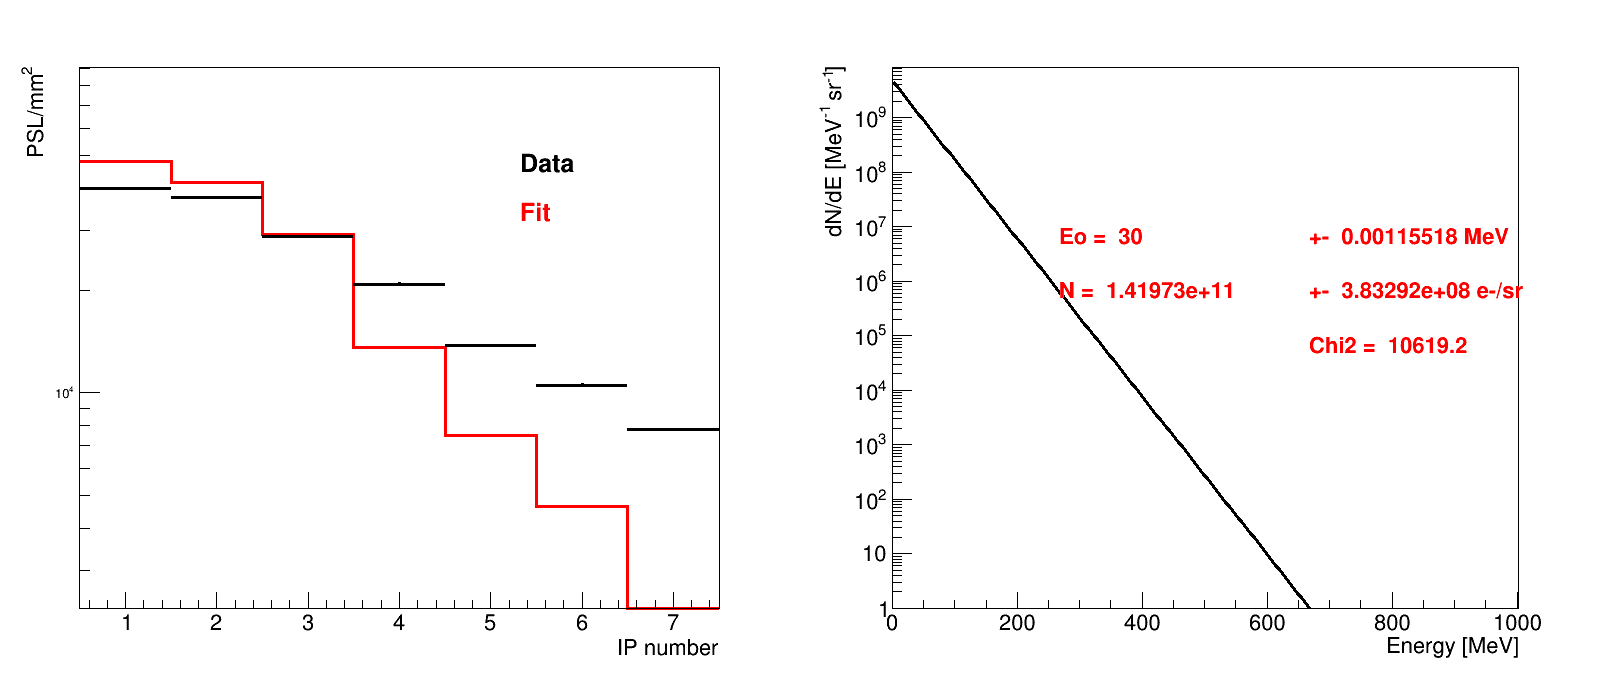 PSL/mm²
Data
Fit
10⁴
1 2 3 4 5 6 7
IP number
dN/dE [MeV⁻¹ sr⁻¹]
10⁹
10⁸
10⁷
10⁶
10⁵
10⁴
10³
10²
10
1
Eo = 30 +- 0.00115518 MeV
N = 1.41973e+11 +- 3.83292e+08 e-/sr
Chi2 = 10619.2
0 200 400 600 800 1000
Energy [MeV]